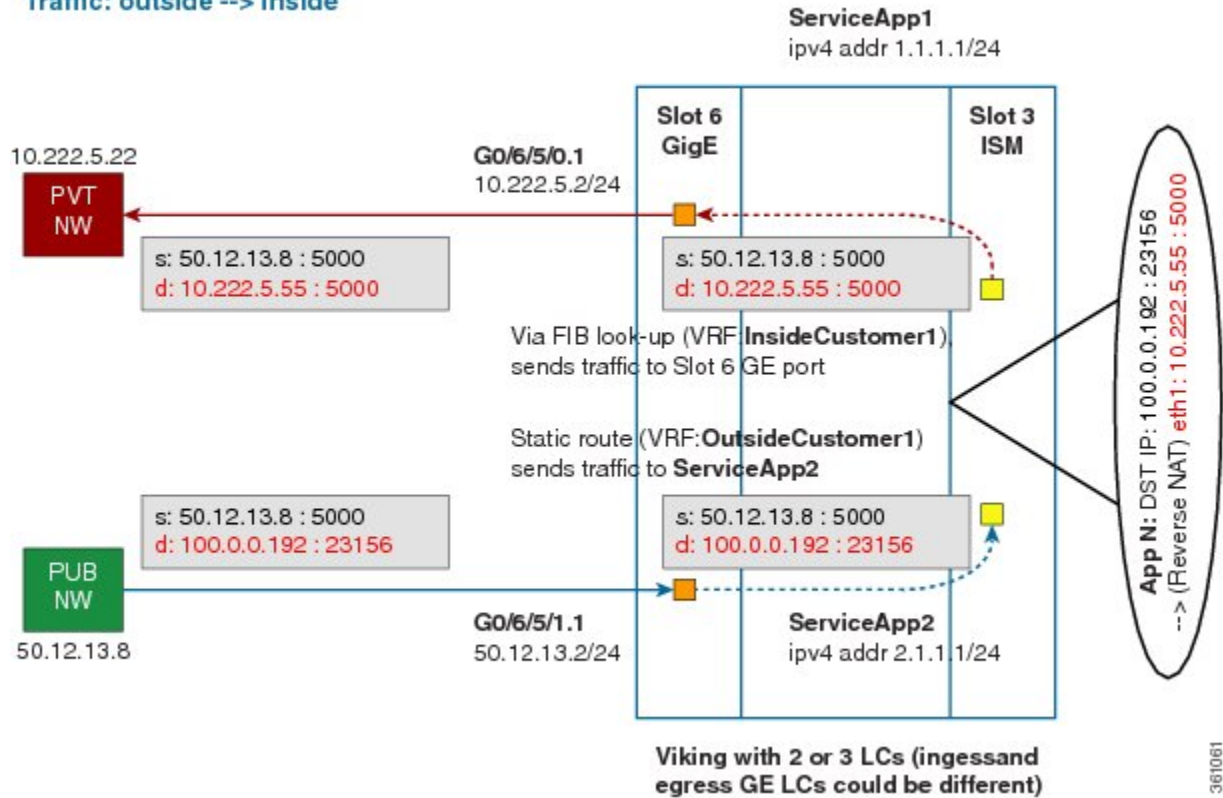 Traffic: outside --> Inside
ServiceApp1
ipv4 addr 1.1.1.1/24
Slot 6
GigE
Slot 3
ISM
10.222.5.22
PVT
NW
G0/6/5/0.1
10.222.5.2/24
s: 50.12.13.8 : 5000
d: 10.222.5.55 : 5000
s: 50.12.13.8 : 5000
d: 10.222.5.55 : 5000
Via FIB look-up (VRF:InsideCustomer1),
sends traffic to Slot 6 GE port
Static route (VRF:OutsideCustomer1)
sends traffic to ServiceApp2
s: 50.12.13.8 : 5000
d: 100.0.0.192 : 23156
s: 50.12.13.8 : 5000
d: 100.0.0.192 : 23156
PUB
NW
50.12.13.8
G0/6/5/1.1
50.12.13.2/24
ServiceApp2
ipv4 addr 2.1.1.1/24
App N: DST IP: 100.0.0.192 : 23156
--> (Reverse NAT) eth1: 10.222.5.55 : 5000
Viking with 2 or 3 LCs (ingessand
egress GE LCs could be different)
361061